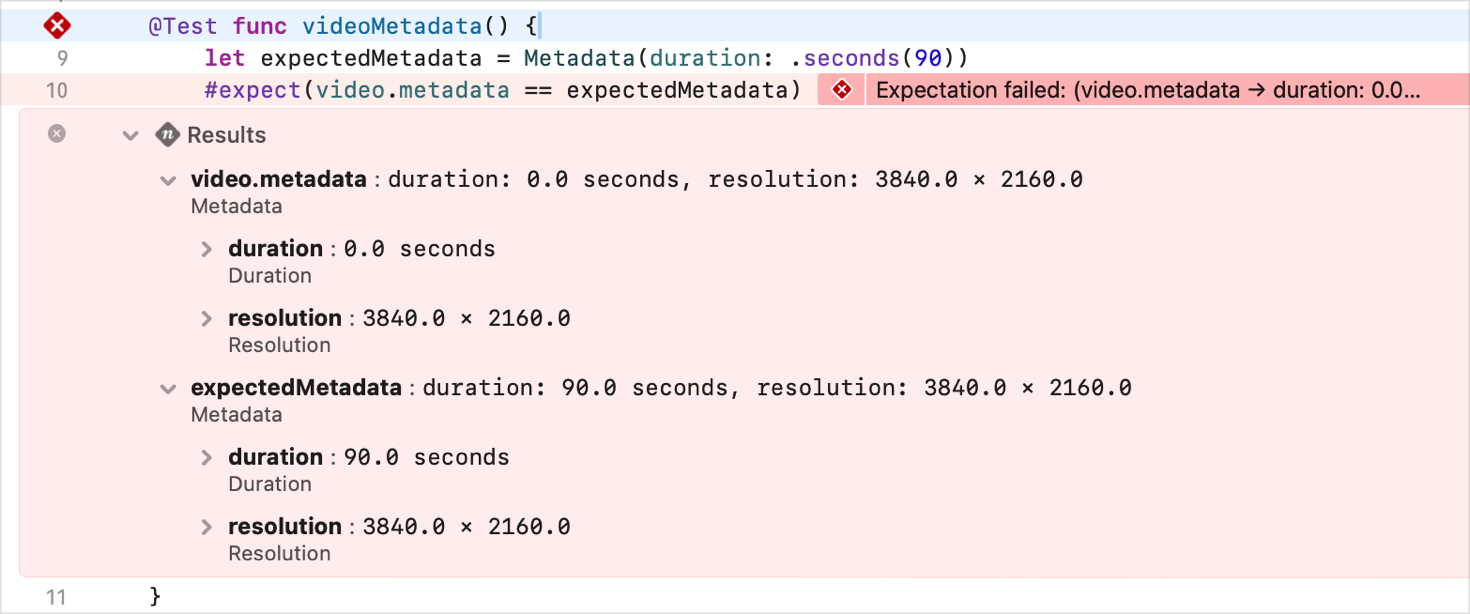 @Test func videoMetadata() {
9 let expectedMetadata = Metadata(duration: .seconds(90))
10 #expect(video.metadata == expectedMetadata) Expectation failed: (video.metadata → duration: 0.0...
n Results
video.metadata : duration: 0.0 seconds, resolution: 3840.0 × 2160.0
Metadata
duration : 0.0 seconds
Duration
resolution : 3840.0 × 2160.0
Resolution
expectedMetadata : duration: 90.0 seconds, resolution: 3840.0 × 2160.0
Metadata
duration : 90.0 seconds
Duration
resolution : 3840.0 × 2160.0
Resolution
11 }